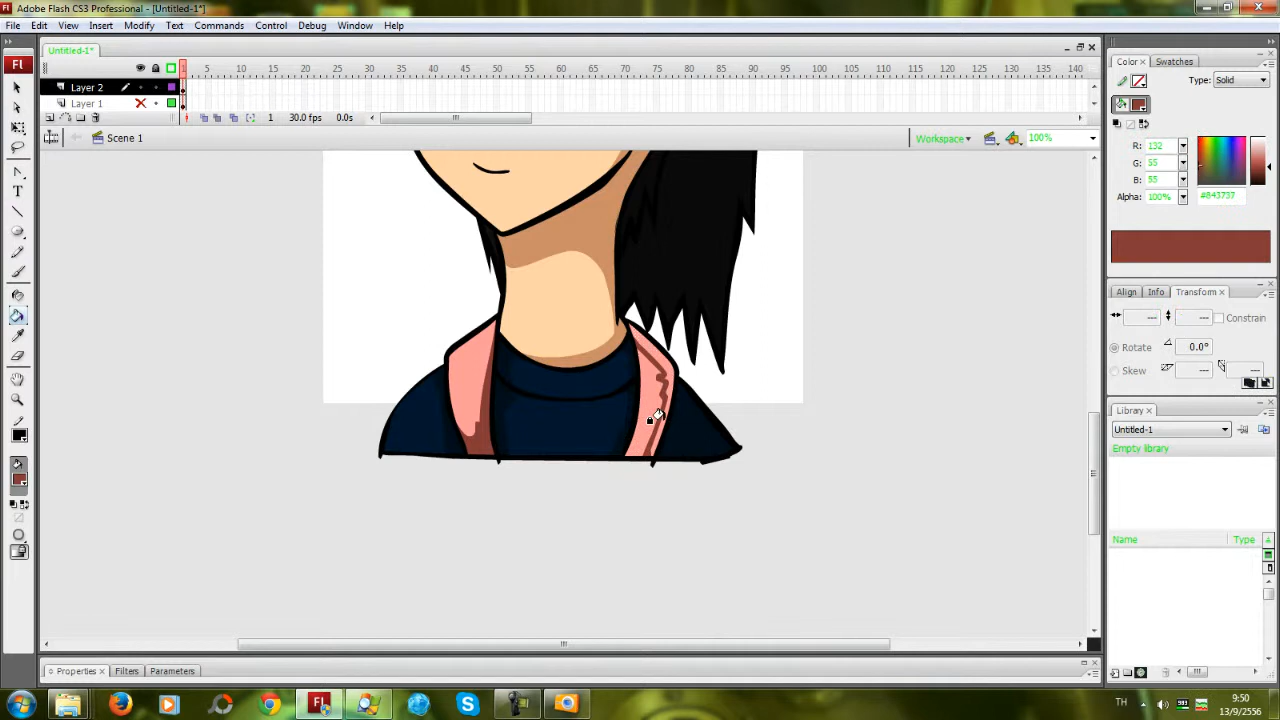 Adobe Flash CS3 Professional - [Untitled-1*]
File Edit View Insert Modify Text Commands Control Debug Window Help
Untitled-1*
5 10 15 20 25 30 35 40 45 50 55 60 65 70 75 80 85 90 95 100 105 110 115 120 125 130 135 140
Layer 2
Layer 1
1 30.0 fps 0.0s
Scene 1
Workspace
100%
Fl
T
Color Swatches
Type: Solid
R: 132
G: 55
B: 55
Alpha: 100% #843737
Align Info Transform
Constrain
Rotate 0.0°
Skew
Library
Untitled-1
Empty library
Name Type
Properties Filters Parameters
Fl
TH
9:50
13/9/2556